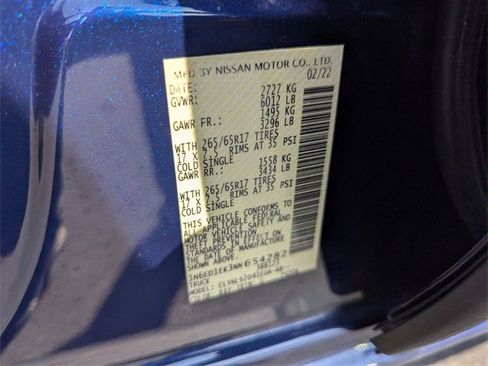 MFD BY NISSAN MOTOR CO., LTD.
DATE: 02/22
GVWR: 2727 KG
6012 LB
GAWR FR.: 1495 KG
3296 LB
WITH 265/65R17 TIRES
17 X 7.5 RIMS AT 35 PSI
COLD SINGLE
GAWR RR.: 1558 KG
3434 LB
WITH 265/65R17 TIRES
17 X 7.5 RIMS AT 35 PSI
COLD SINGLE
THIS VEHICLE CONFORMS TO
ALL APPLICABLE FEDERAL
MOTOR VEHICLE SAFETY AND
THEFT PREVENTION
STANDARDS IN EFFECT ON
THE DATE OF MANUFACTURE
SHOWN ABOVE.
1N6ED1EK3NN654282
TRUCK
MODEL: